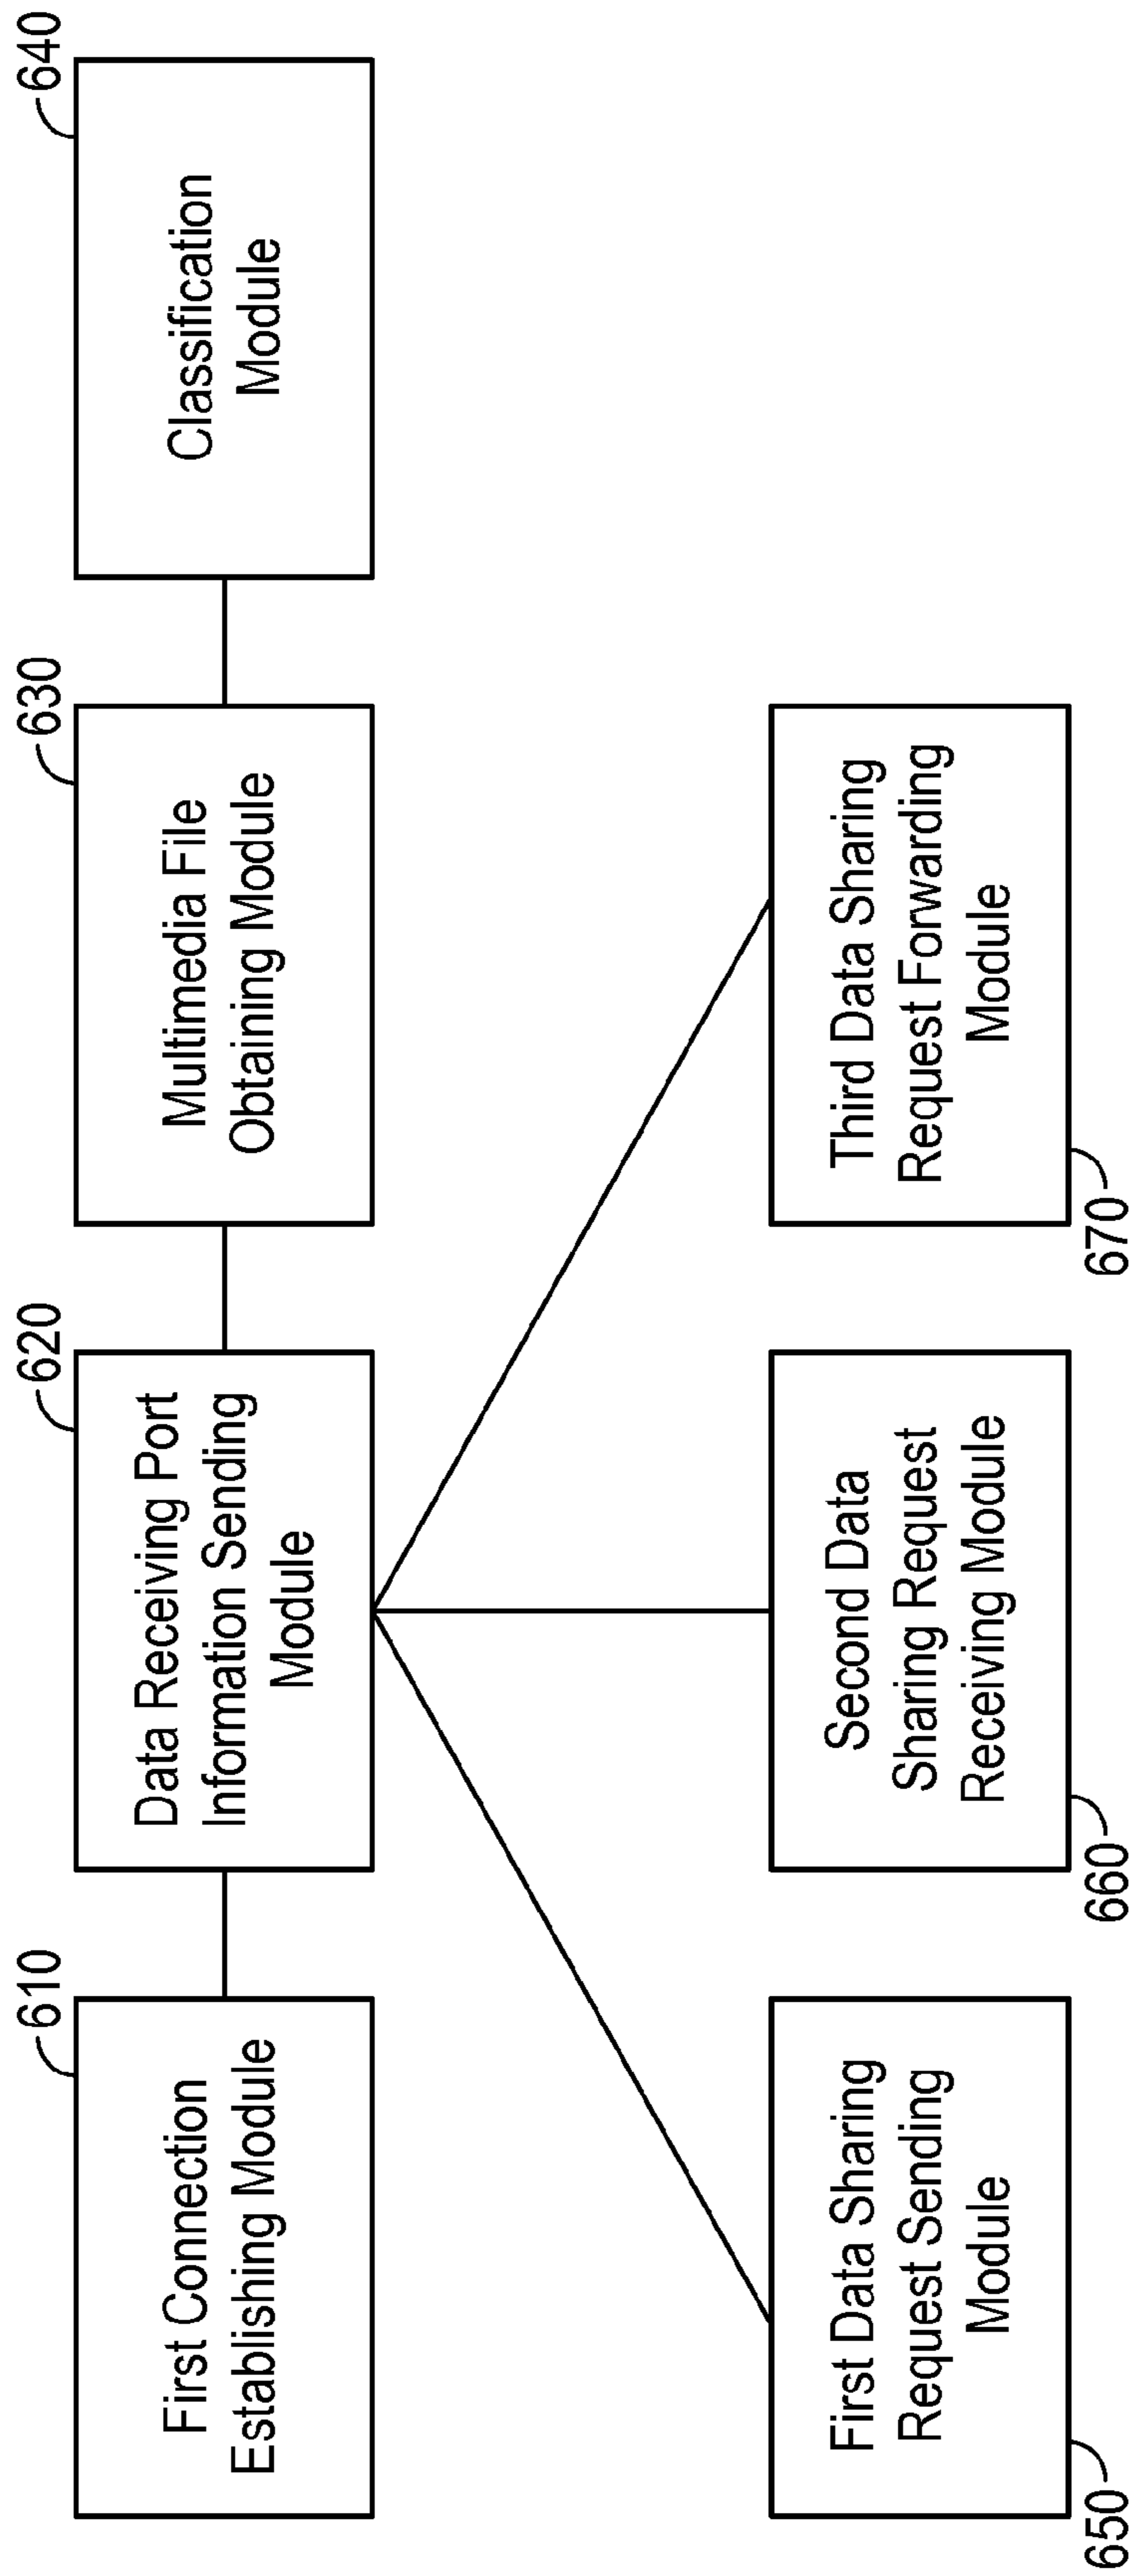 610
First Connection
Establishing Module
620
Data Receiving Port
Information Sending
Module
630
Multimedia File
Obtaining Module
640
Classification
Module
First Data Sharing
Request Sending
Module
650
Second Data
Sharing Request
Receiving Module
660
Third Data Sharing
Request Forwarding
Module
670